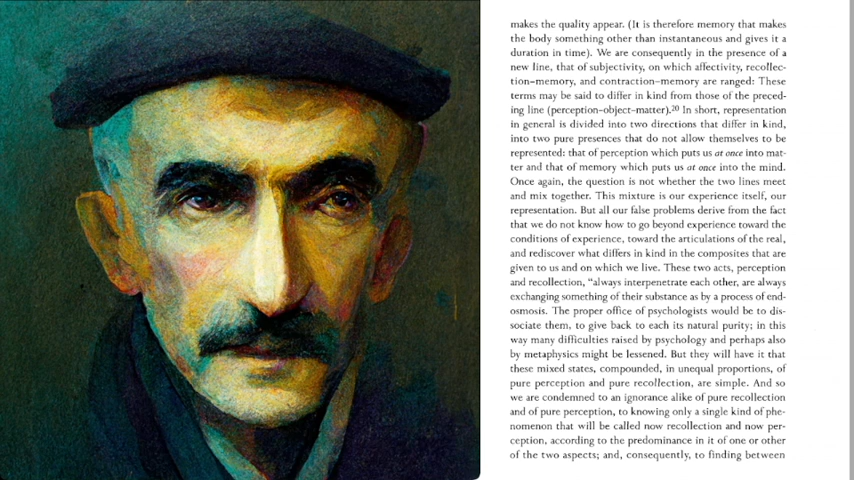 makes the quality appear. (It is therefore memory that makes
the body something other than instantaneous and gives it a
duration in time). We are consequently in the presence of a
new line, that of subjectivity, on which affectivity, recollec-
tion–memory, and contraction–memory are ranged: These
terms may be said to differ in kind from those of the preced-
ing line (perception–object–matter).20 In short, representation
in general is divided into two directions that differ in kind,
into two pure presences that do not allow themselves to be
represented: that of perception which puts us at once into mat-
ter and that of memory which puts us at once into the mind.
Once again, the question is not whether the two lines meet
and mix together. This mixture is our experience itself, our
representation. But all our false problems derive from the fact
that we do not know how to go beyond experience toward the
conditions of experience, toward the articulations of the real,
and rediscover what differs in kind in the composites that are
given to us and on which we live. These two acts, perception
and recollection, “always interpenetrate each other, are always
exchanging something of their substance as by a process of end-
osmosis. The proper office of psychologists would be to dis-
sociate them, to give back to each its natural purity; in this
way many difficulties raised by psychology and perhaps also
by metaphysics might be lessened. But they will have it that
these mixed states, compounded, in unequal proportions, of
pure perception and pure recollection, are simple. And so
we are condemned to an ignorance alike of pure recollection
and of pure perception, to knowing only a single kind of phe-
nomenon that will be called now recollection and now per-
ception, according to the predominance in it of one or other
of the two aspects; and, consequently, to finding between